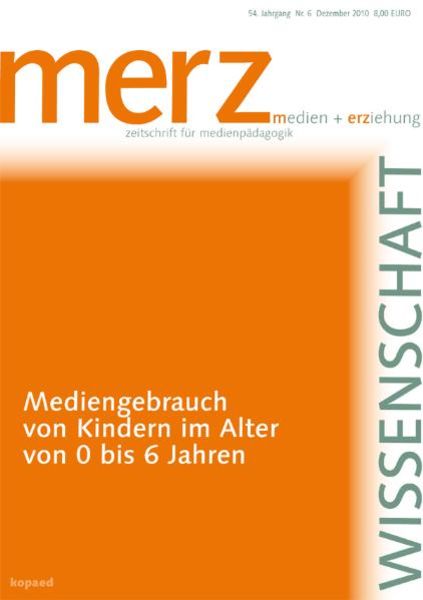 54. Jahrgang Nr. 6 Dezember 2010 8,00 EURO
merz
medien + erziehung
zeitschrift für medienpädagogik
WISSENSCHAFT
Mediengebrauch
von Kindern im Alter
von 0 bis 6 Jahren
kopaed